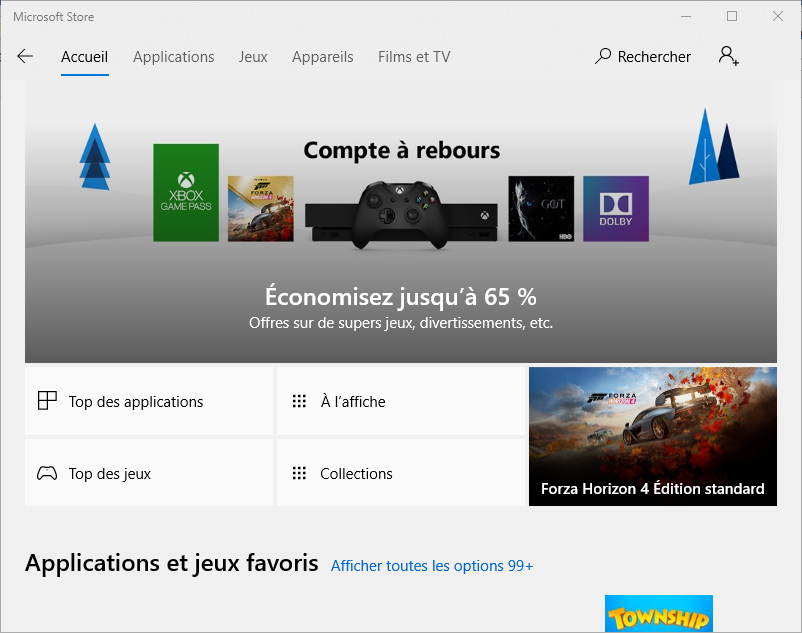 Microsoft Store
Accueil
Applications
Jeux
Appareils
Films et TV
Rechercher
Compte à rebours
XBOX
GAME PASS
FORZA
HORIZON 4
GOT
HBO
DOLBY
Économisez jusqu’à 65 %
Offres sur de supers jeux, divertissements, etc.
Top des applications
À l’affiche
FORZA
HORIZON 4
Forza Horizon 4 Édition standard
Top des jeux
Collections
Applications et jeux favoris
Afficher toutes les options 99+
TOWNSHIP